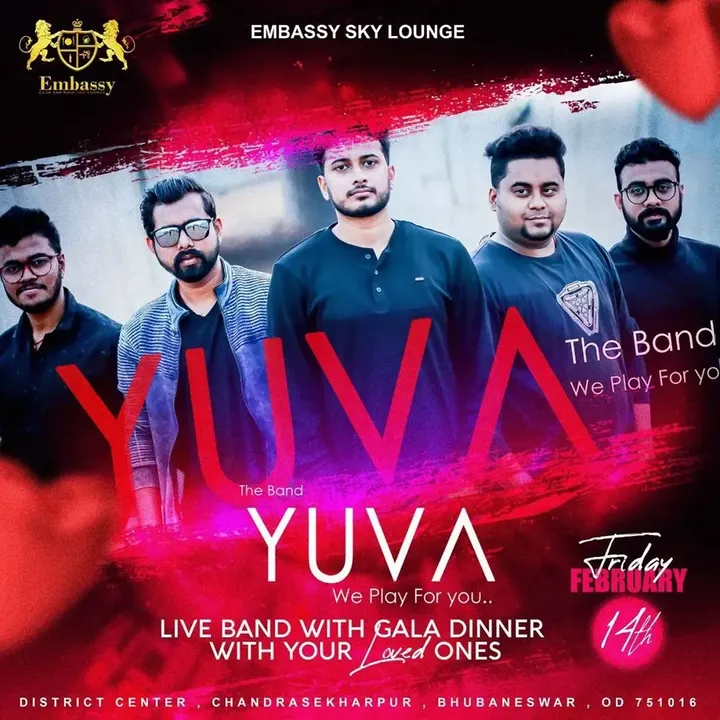 EMBASSY SKY LOUNGE
Embassy
YUVA
The Band
We Play For yo
The Band
YUVA
We Play For you..
LIVE BAND WITH GALA DINNER
WITH YOUR Loved ONES
Friday
FEBRUARY
14th
DISTRICT CENTER , CHANDRASEKHARPUR , BHUBANESWAR , OD 751016